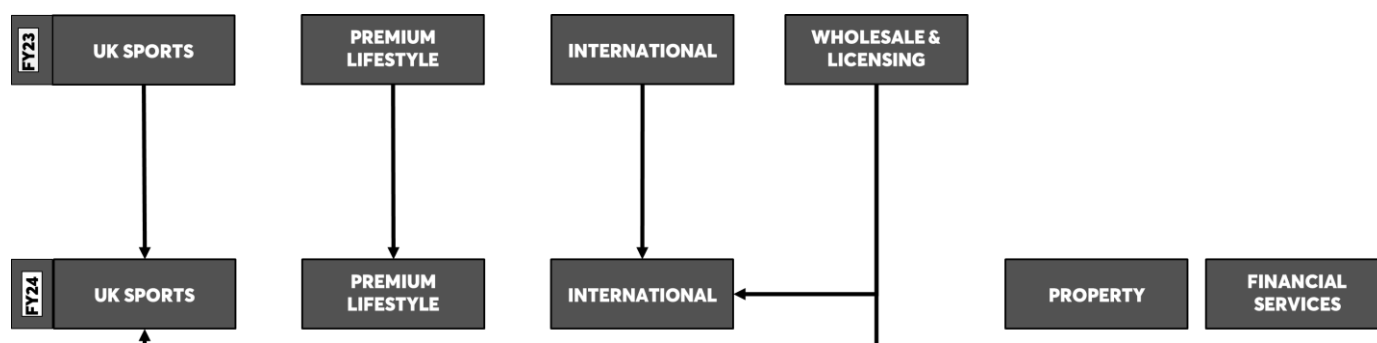 FY23
UK SPORTS
PREMIUM
LIFESTYLE
INTERNATIONAL
WHOLESALE &
LICENSING
FY24
UK SPORTS
PREMIUM
LIFESTYLE
INTERNATIONAL
PROPERTY
FINANCIAL
SERVICES